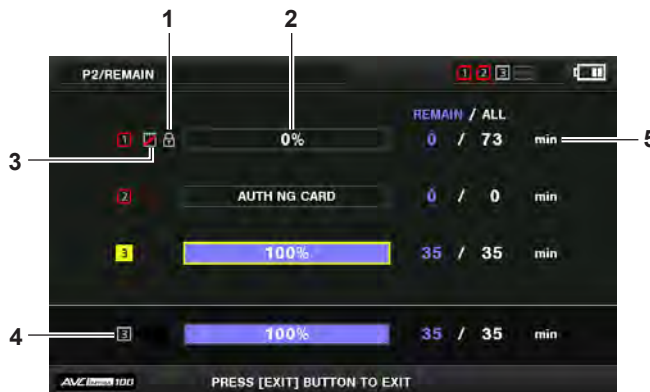 1 2
P2/REMAIN 1 2 3
REMAIN / ALL
1 0% 0 / 73 min 5
3
2 AUTH NG CARD 0 / 0 min
3 100% 35 / 35 min
4 3 100% 35 / 35 min
AVC Intra 100 PRESS [EXIT] BUTTON TO EXIT